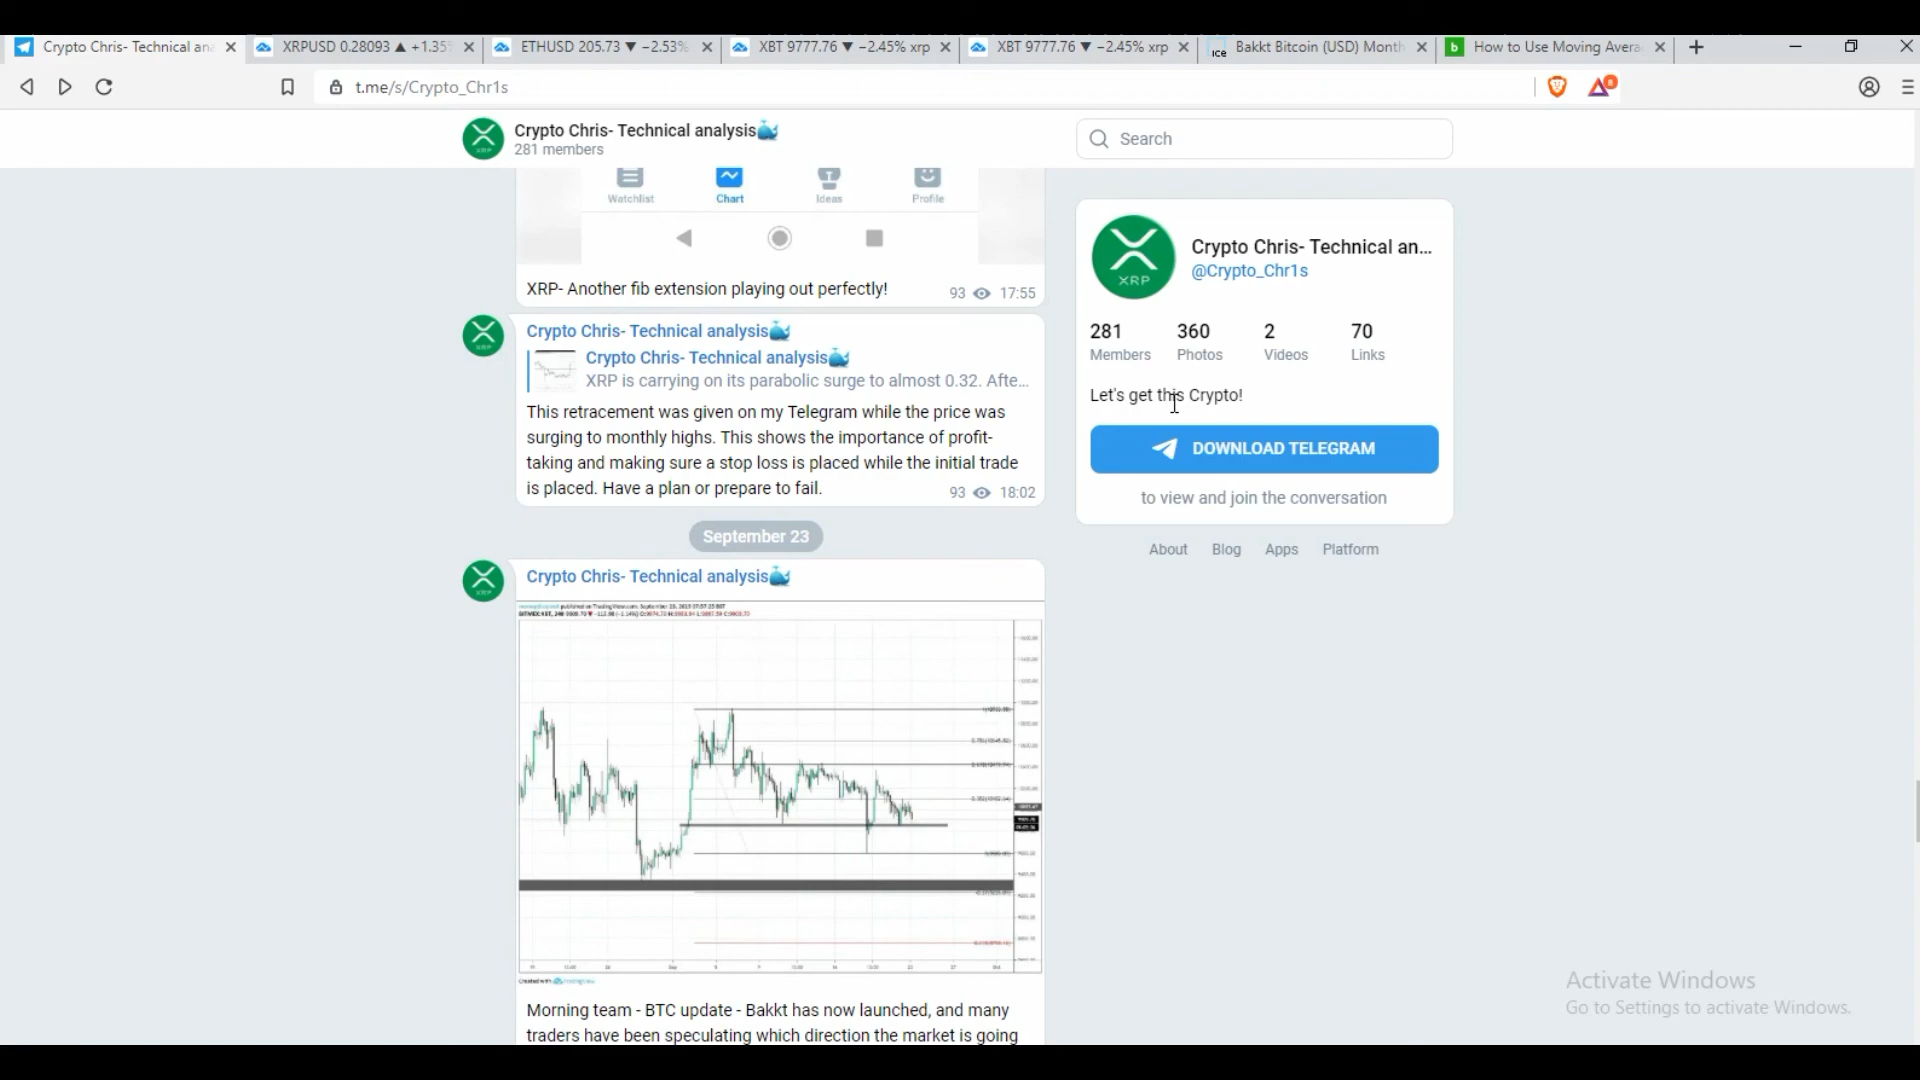 Crypto Chris- Technical ana
XRPUSD 0.28093 ▲ +1.35
ETHUSD 205.73 ▼ −2.53%
XBT 9777.76 ▼ −2.45% xrp
XBT 9777.76 ▼ −2.45% xrp
ice Bakkt Bitcoin (USD) Month
b How to Use Moving Avera
t.me/s/Crypto_Chr1s
8
Crypto Chris- Technical analysis🐳
281 members
Search
Watchlist Chart Ideas Profile
XRP- Another fib extension playing out perfectly!
93 17:55
XRP
Crypto Chris- Technical analysis🐳
Crypto Chris- Technical analysis🐳
XRP is carrying on its parabolic surge to almost 0.32. Afte...
This retracement was given on my Telegram while the price was
surging to monthly highs. This shows the importance of profit-
taking and making sure a stop loss is placed while the initial trade
is placed. Have a plan or prepare to fail.
93 18:02
September 23
Crypto Chris- Technical analysis🐳
Created with
Morning team - BTC update - Bakkt has now launched, and many
traders have been speculating which direction the market is going
XRP
Crypto Chris- Technical an...
@Crypto_Chr1s
281 360 2 70
Members Photos Videos Links
Let's get this Crypto!
DOWNLOAD TELEGRAM
to view and join the conversation
About Blog Apps Platform
Activate Windows
Go to Settings to activate Windows.